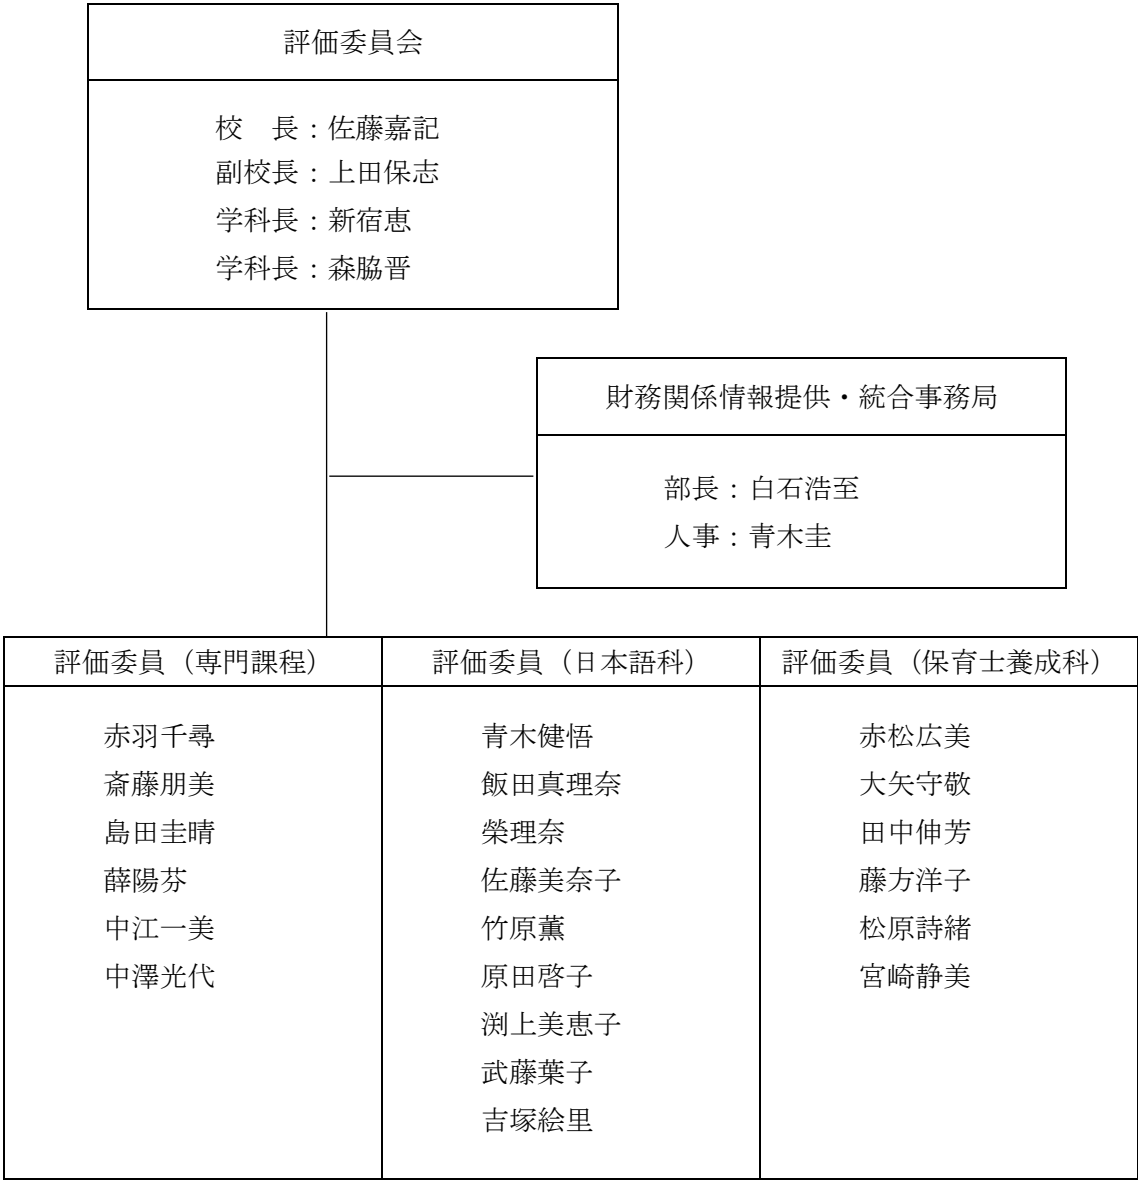 評価委員会
校　長：佐藤嘉記
副校長：上田保志
学科長：新宿恵
学科長：森脇晋
財務関係情報提供・統合事務局
部長：白石浩至
人事：青木圭
評価委員（専門課程）
赤羽千尋
斎藤朋美
島田圭晴
薛陽芬
中江一美
中澤光代
評価委員（日本語科）
青木健悟
飯田真理奈
榮理奈
佐藤美奈子
竹原薫
原田啓子
渕上美恵子
武藤葉子
吉塚絵里
評価委員（保育士養成科）
赤松広美
大矢守敬
田中伸芳
藤方洋子
松原詩緒
宮崎静美